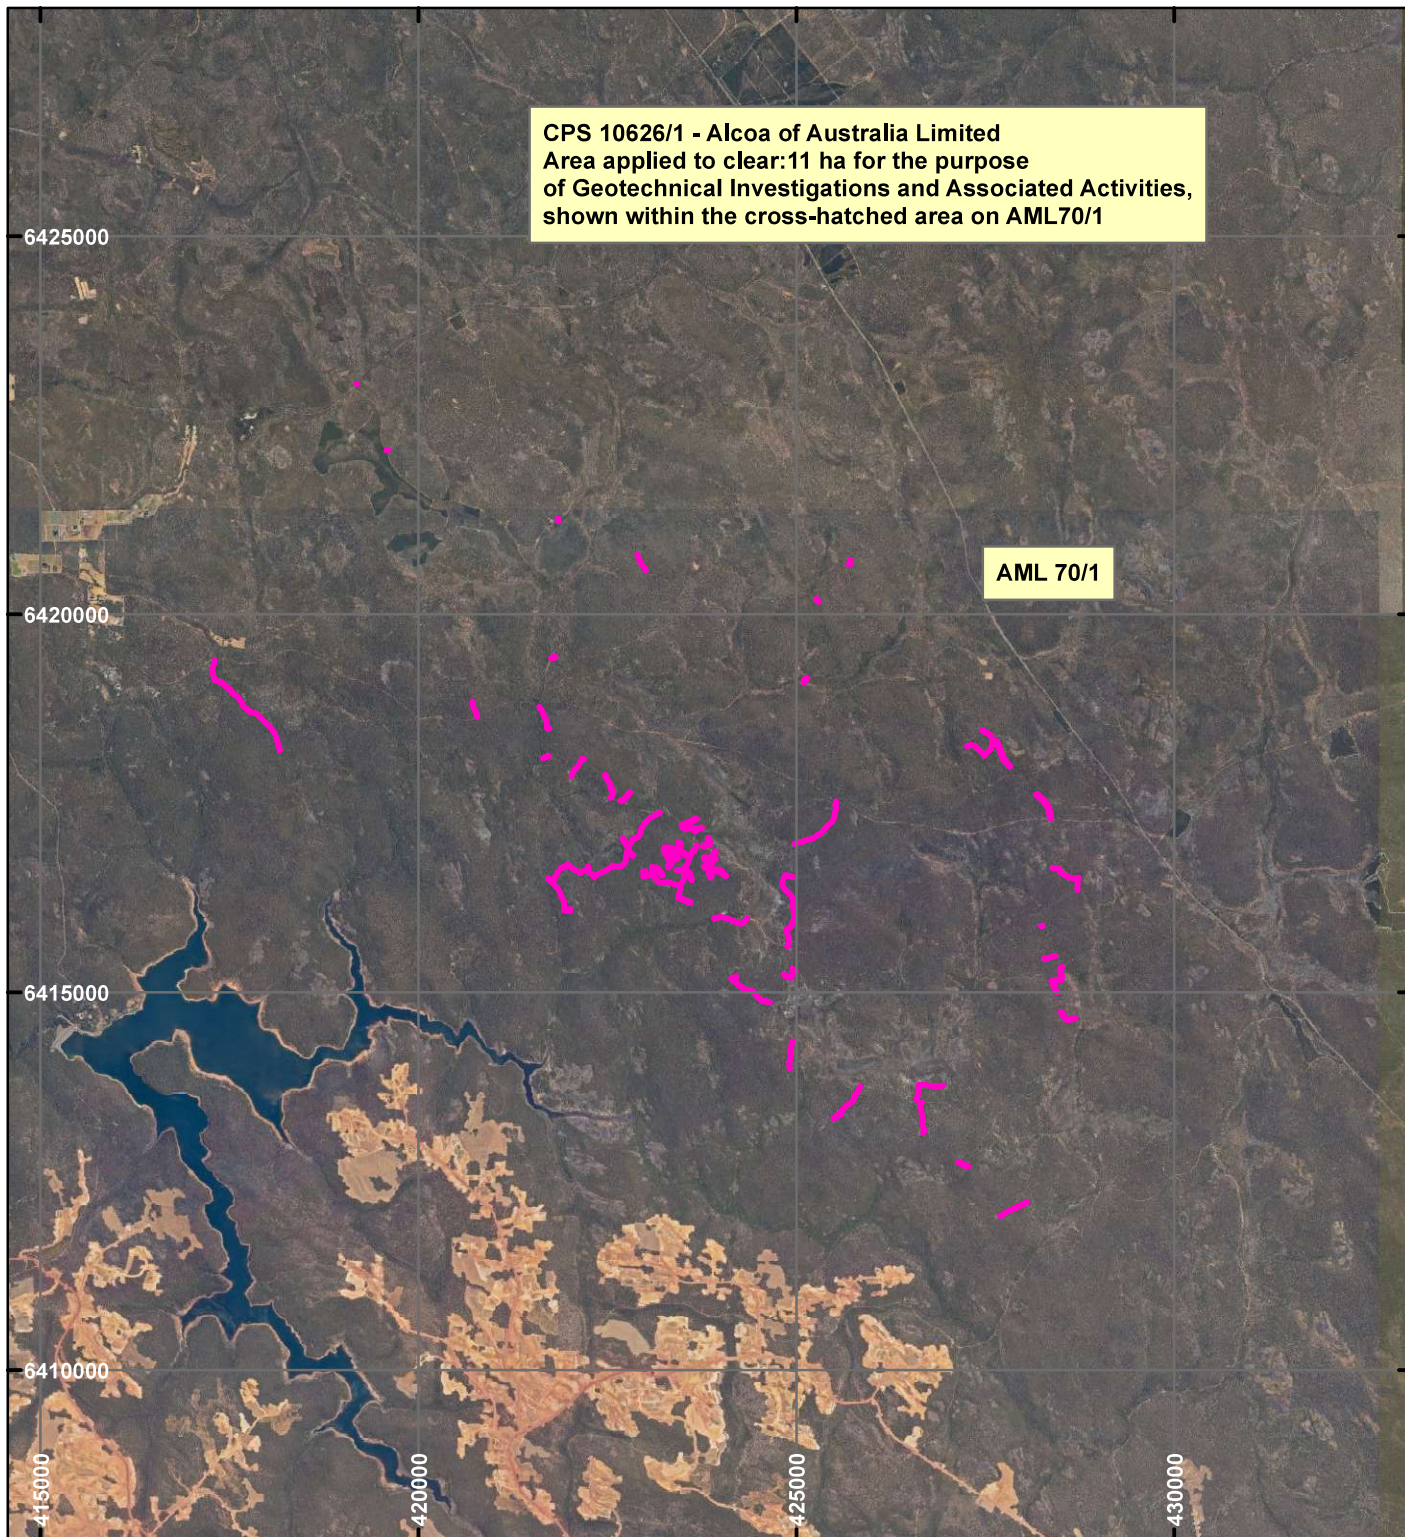 CPS 10626/1 - Alcoa of Australia Limited
Area applied to clear:11 ha for the purpose
of Geotechnical Investigations and Associated Activities,
shown within the cross-hatched area on AML70/1
6425000
AML 70/1
6420000
6415000
6410000
415000
420000
425000
430000